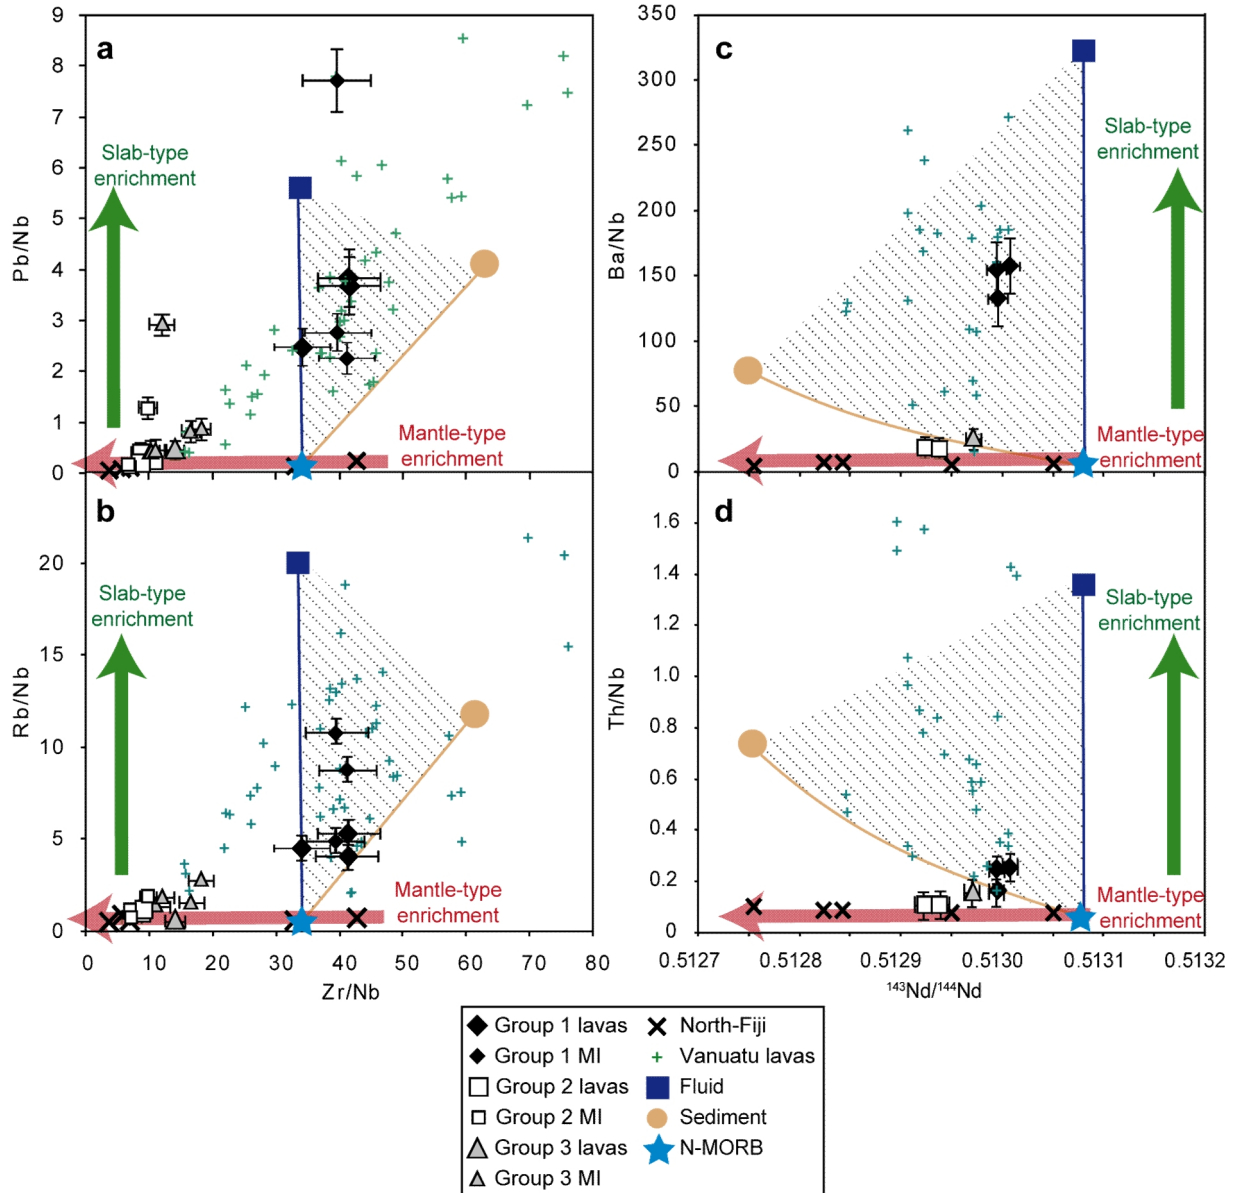 a
9
8
7
6
5
4
3
2
1
0
Pb/Nb
Slab-type
enrichment
Mantle-type
enrichment
c
350
300
250
200
150
100
50
0
Ba/Nb
Slab-type
enrichment
Mantle-type
enrichment
b
20
15
10
5
0
Rb/Nb
Slab-type
enrichment
Mantle-type
enrichment
0 10 20 30 40 50 60 70 80
Zr/Nb
d
1.6
1.4
1.2
1.0
0.8
0.6
0.4
0.2
0
Th/Nb
Slab-type
enrichment
Mantle-type
enrichment
0.5127 0.5128 0.5129 0.5130 0.5131 0.5132
¹⁴³Nd/¹⁴⁴Nd
Group 1 lavas
Group 1 MI
Group 2 lavas
Group 2 MI
Group 3 lavas
Group 3 MI
North-Fiji
Vanuatu lavas
Fluid
Sediment
N-MORB